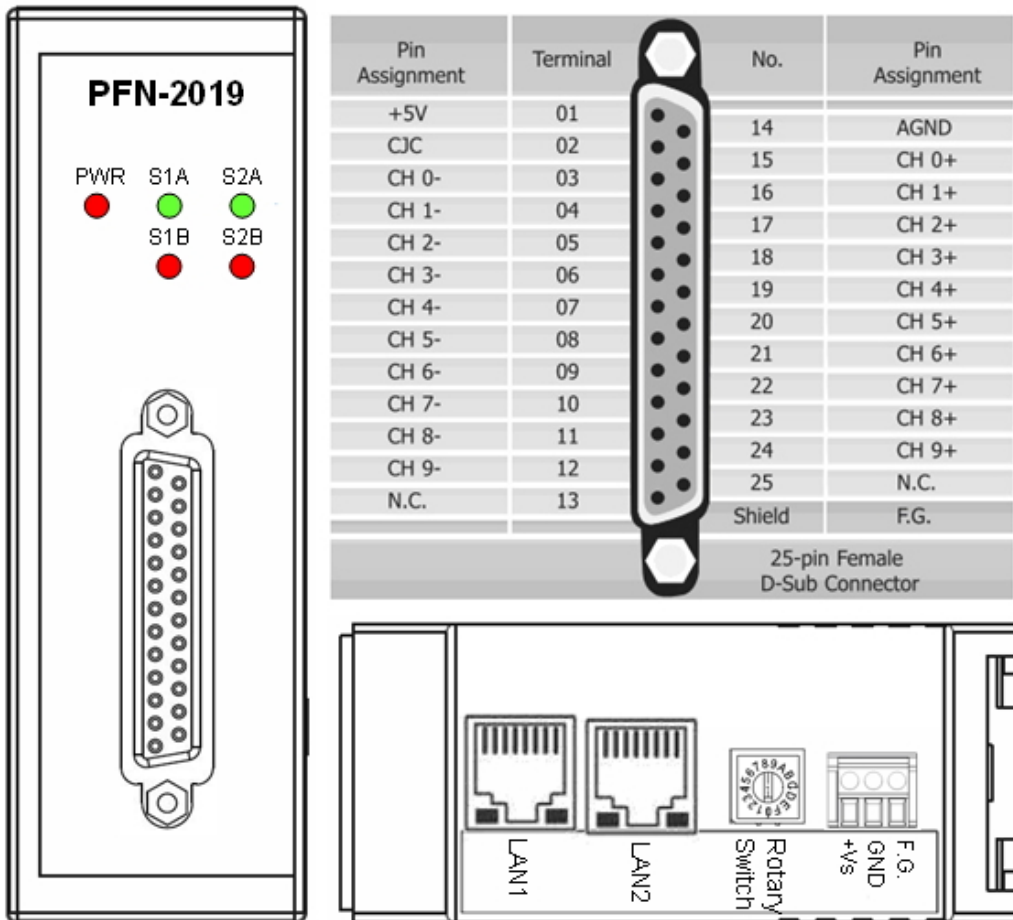 PFN-2019
PWR S1A S2A
S1B S2B
Pin Assignment Terminal No. Pin Assignment
+5V 01
14 AGND
CJC 02
15 CH 0+
CH 0- 03
16 CH 1+
CH 1- 04
17 CH 2+
CH 2- 05
18 CH 3+
CH 3- 06
19 CH 4+
CH 4- 07
20 CH 5+
CH 5- 08
21 CH 6+
CH 6- 09
22 CH 7+
CH 7- 10
23 CH 8+
CH 8- 11
24 CH 9+
CH 9- 12
25 N.C.
N.C. 13
Shield F.G.
25-pin Female
D-Sub Connector
0123456789ABCDEF
LAN1
LAN2
Rotary
Switch
F.G.
GND
+Vs